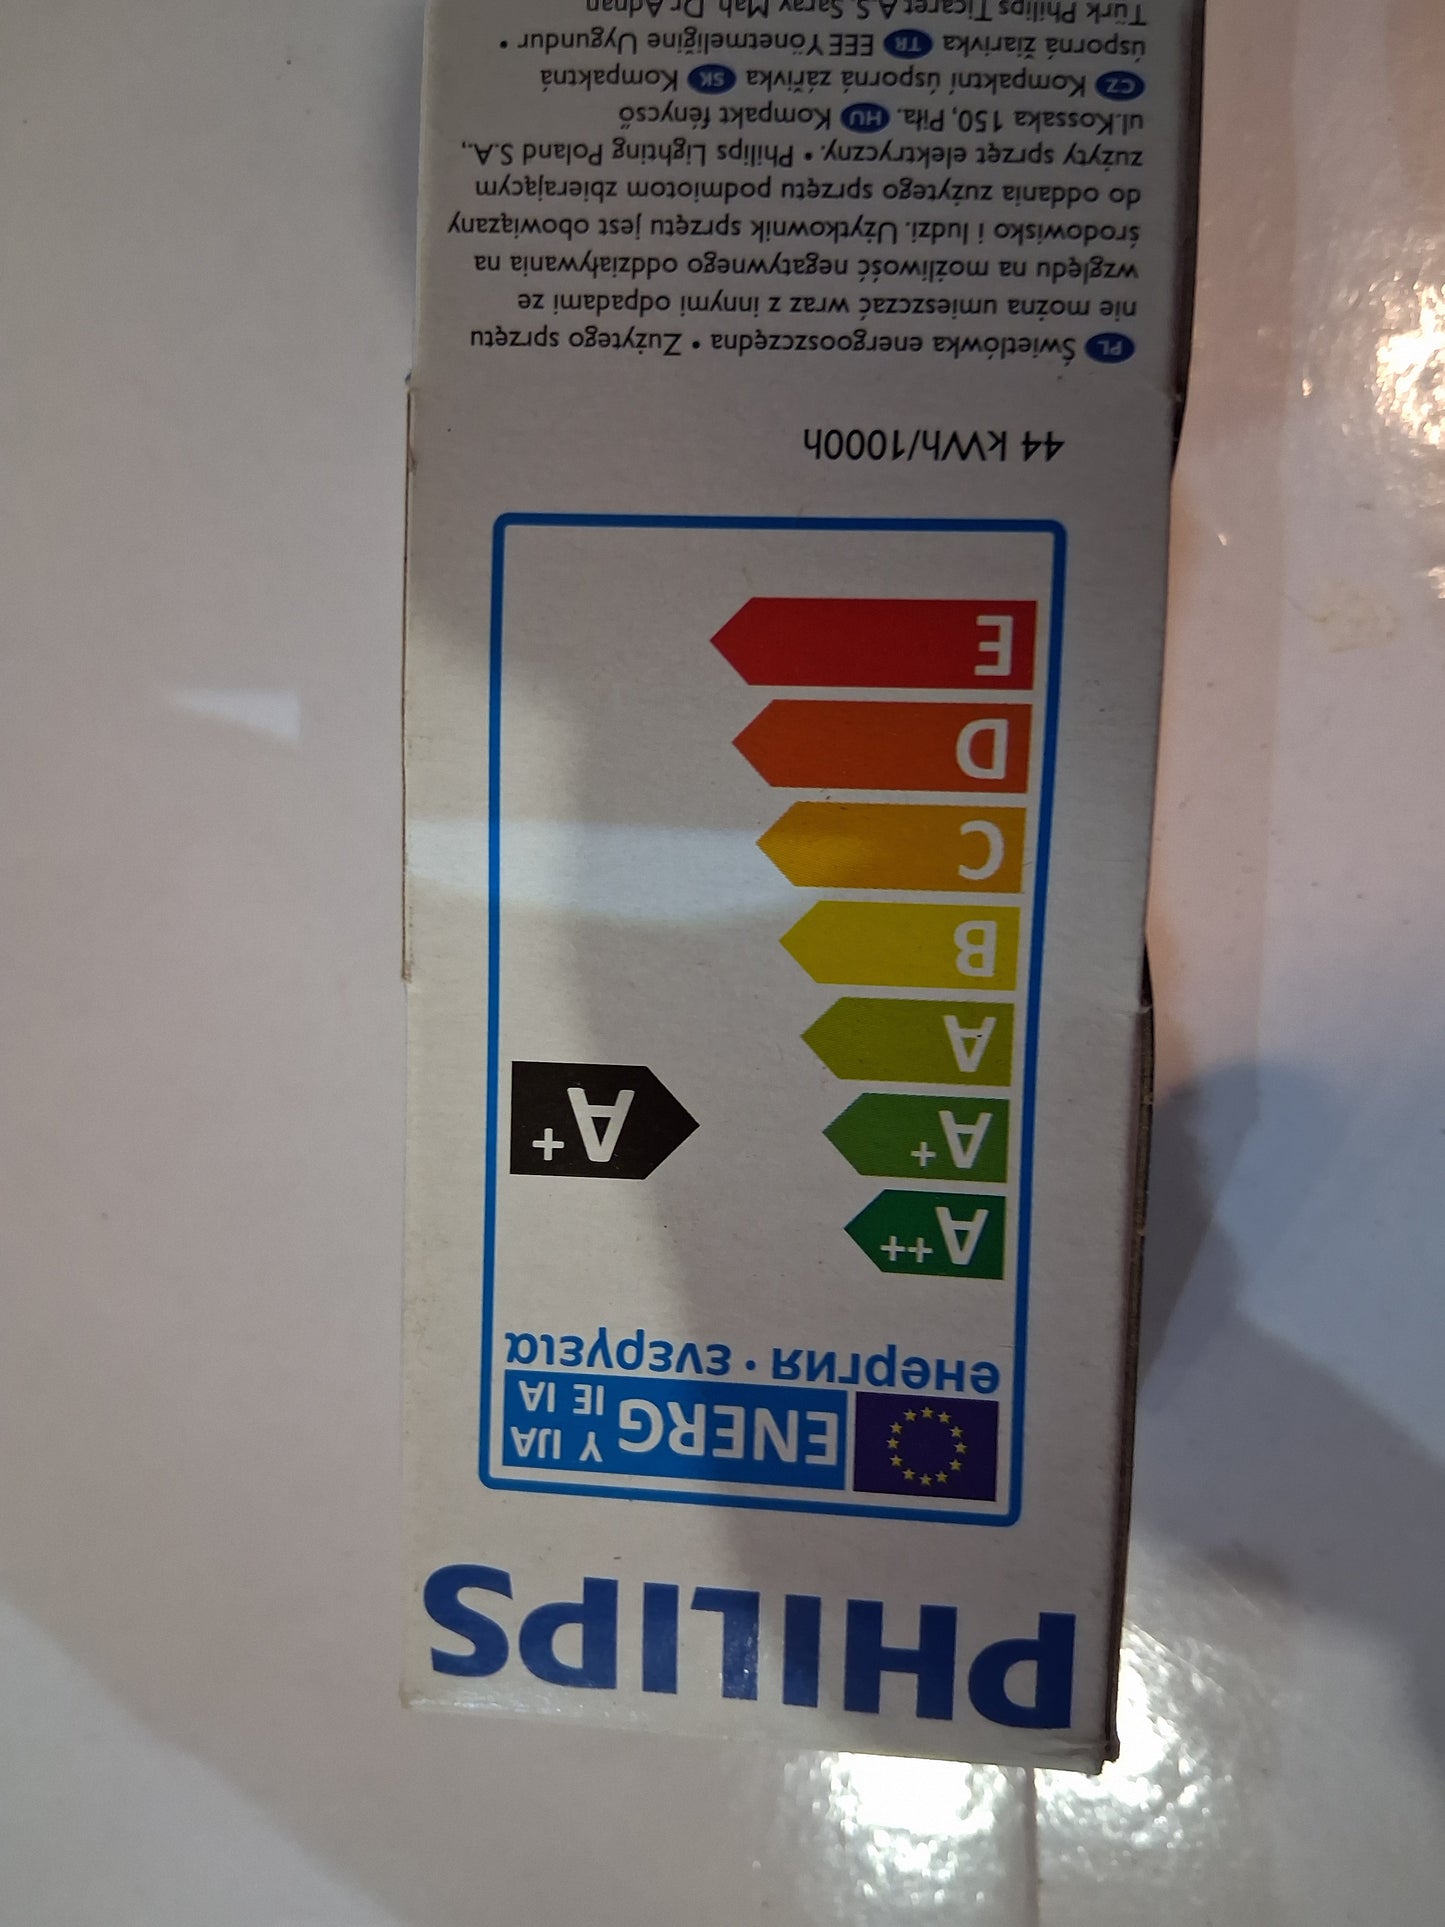 PHILIPS
ENERG Y IJA
IE IA
енергия · ενεργεια
A++
A+
A+
A
B
C
D
E
44 kWh/1000h
PL Świetlówka energooszczędna • Zużytego sprzętu
nie można umieszczać wraz z innymi odpadami ze
względu na możliwość negatywnego oddziaływania na
środowisko i ludzi. Użytkownik sprzętu jest obowiązany
do oddania zużytego sprzętu podmiotom zbierającym
zużyty sprzęt elektryczny. • Philips Lighting Poland S.A.,
ul.Kossaka 150, Piła. HU Kompakt fénycső
CZ Kompaktní úsporná zářivka SK Kompaktná
úsporná žiarivka TR EEE Yönetmeligine Uygundur •
Türk Philips Ticaret A.S. Saray Mah. Dr. Adnan